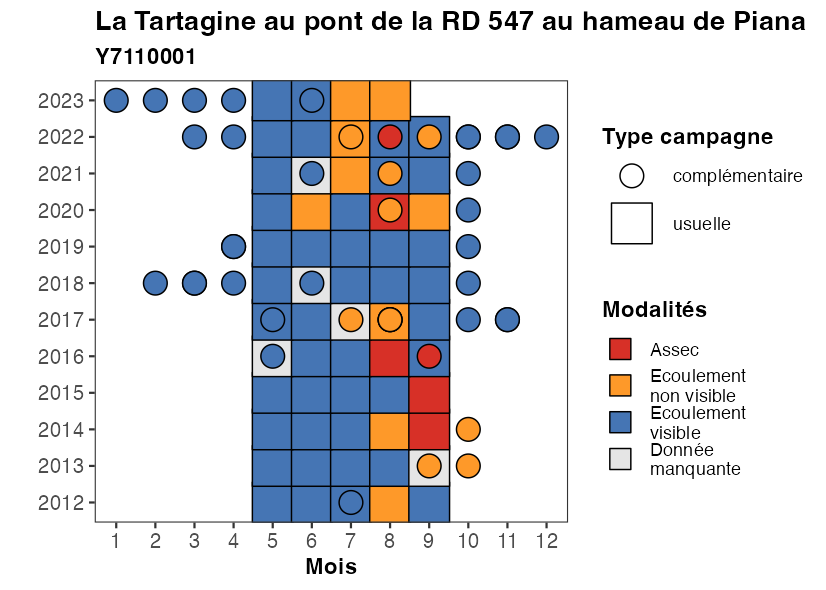 La Tartagine au pont de la RD 547 au hameau de Piana
Y7110001
2023
2022
2021
2020
2019
2018
2017
2016
2015
2014
2013
2012
1 2 3 4 5 6 7 8 9 10 11 12
Mois
Type campagne
complémentaire
usuelle
Modalités
Assec
Ecoulement
non visible
Ecoulement
visible
Donnée
manquante